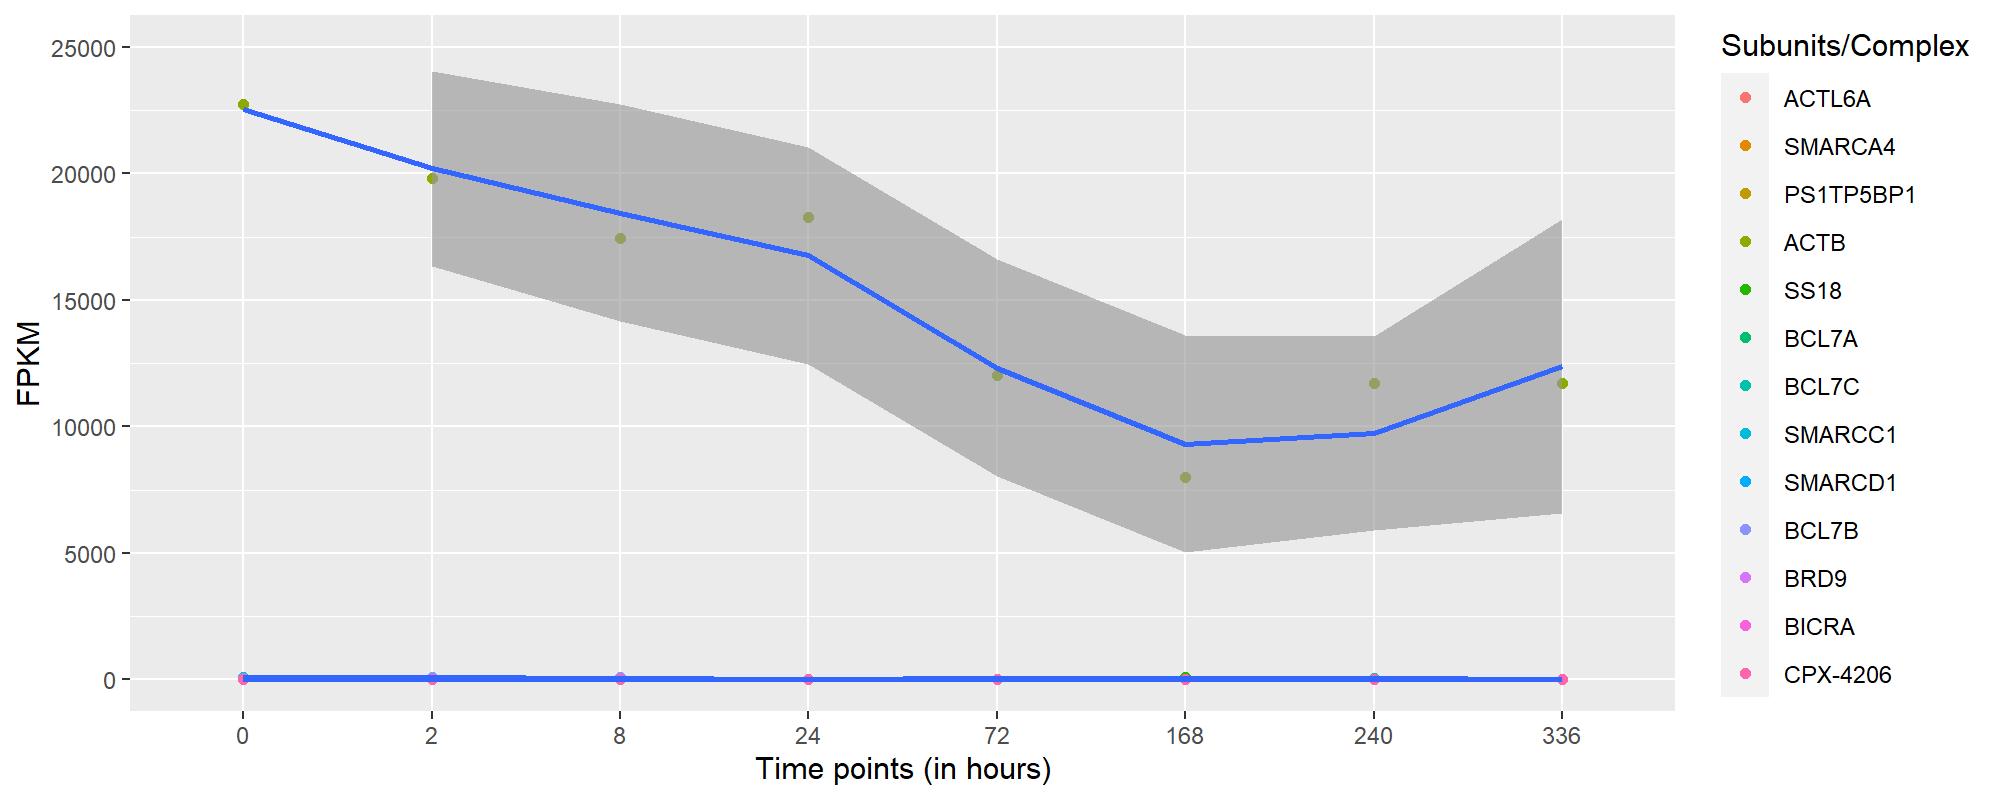 FPKM
25000
20000
15000
10000
5000
0
0 2 8 24 72 168 240 336
Time points (in hours)
Subunits/Complex
ACTL6A
SMARCA4
PS1TP5BP1
ACTB
SS18
BCL7A
BCL7C
SMARCC1
SMARCD1
BCL7B
BRD9
BICRA
CPX-4206